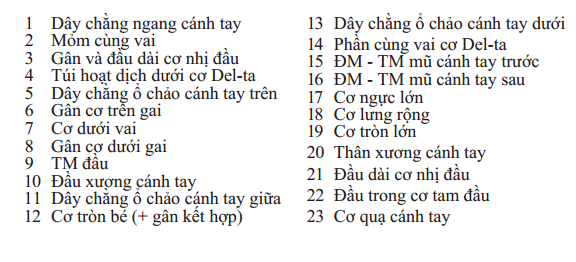 1 Dây chằng ngang cánh tay
2 Mỏm cùng vai
3 Gân và đầu dài cơ nhị đầu
4 Túi hoạt dịch dưới cơ Del-ta
5 Dây chằng ổ chảo cánh tay trên
6 Gân cơ trên gai
7 Cơ dưới vai
8 Gân cơ dưới gai
9 TM đầu
10 Đầu xương cánh tay
11 Dây chằng ổ chảo cánh tay giữa
12 Cơ tròn bé (+ gân kết hợp)
13 Dây chằng ổ chảo cánh tay dưới
14 Phần cùng vai cơ Del-ta
15 ĐM - TM mũ cánh tay trước
16 ĐM - TM mũ cánh tay sau
17 Cơ ngực lớn
18 Cơ lưng rộng
19 Cơ tròn lớn
20 Thân xương cánh tay
21 Đầu dài cơ nhị đầu
22 Đầu trong cơ tam đầu
23 Cơ quạ cánh tay